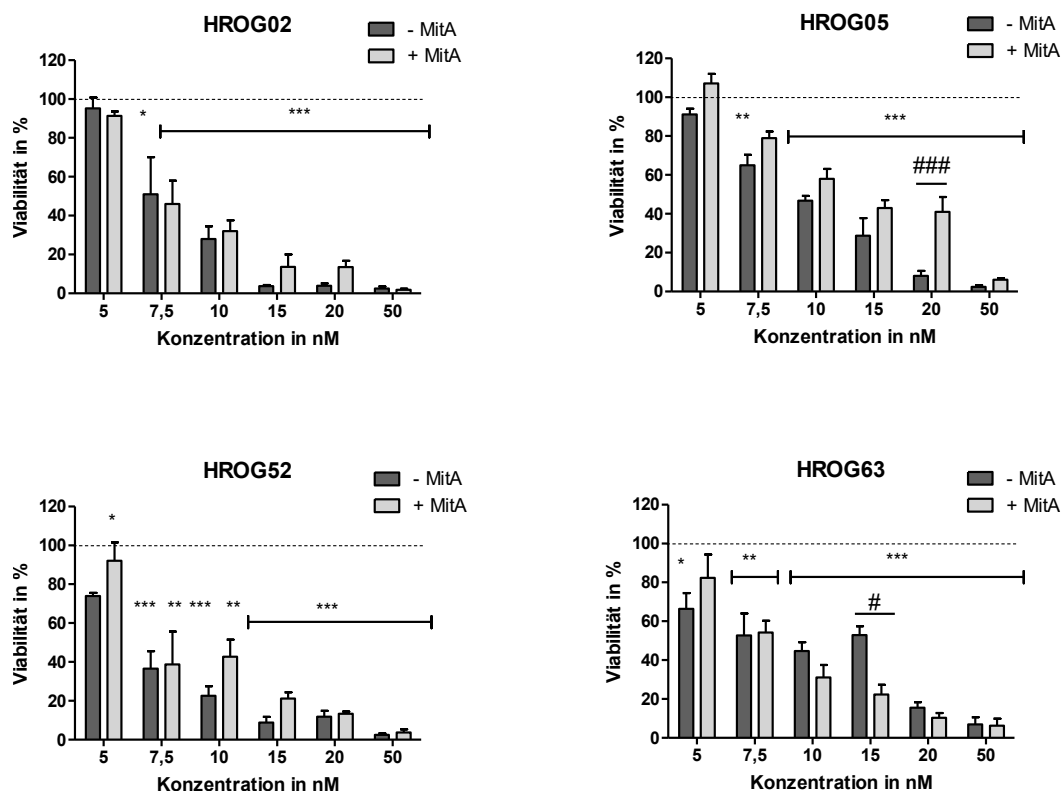 HROG02
- MitA
+ MitA
Viabilität in %
120
100
80
60
40
20
0
*
***
5 7,5 10 15 20 50
Konzentration in nM
HROG05
- MitA
+ MitA
Viabilität in %
120
100
80
60
40
20
0
**
***
###
5 7,5 10 15 20 50
Konzentration in nM
HROG52
- MitA
+ MitA
Viabilität in %
120
100
80
60
40
20
0
*
*** ** *** ** ***
5 7,5 10 15 20 50
Konzentration in nM
HROG63
- MitA
+ MitA
Viabilität in %
120
100
80
60
40
20
0
* ** ***
#
5 7,5 10 15 20 50
Konzentration in nM